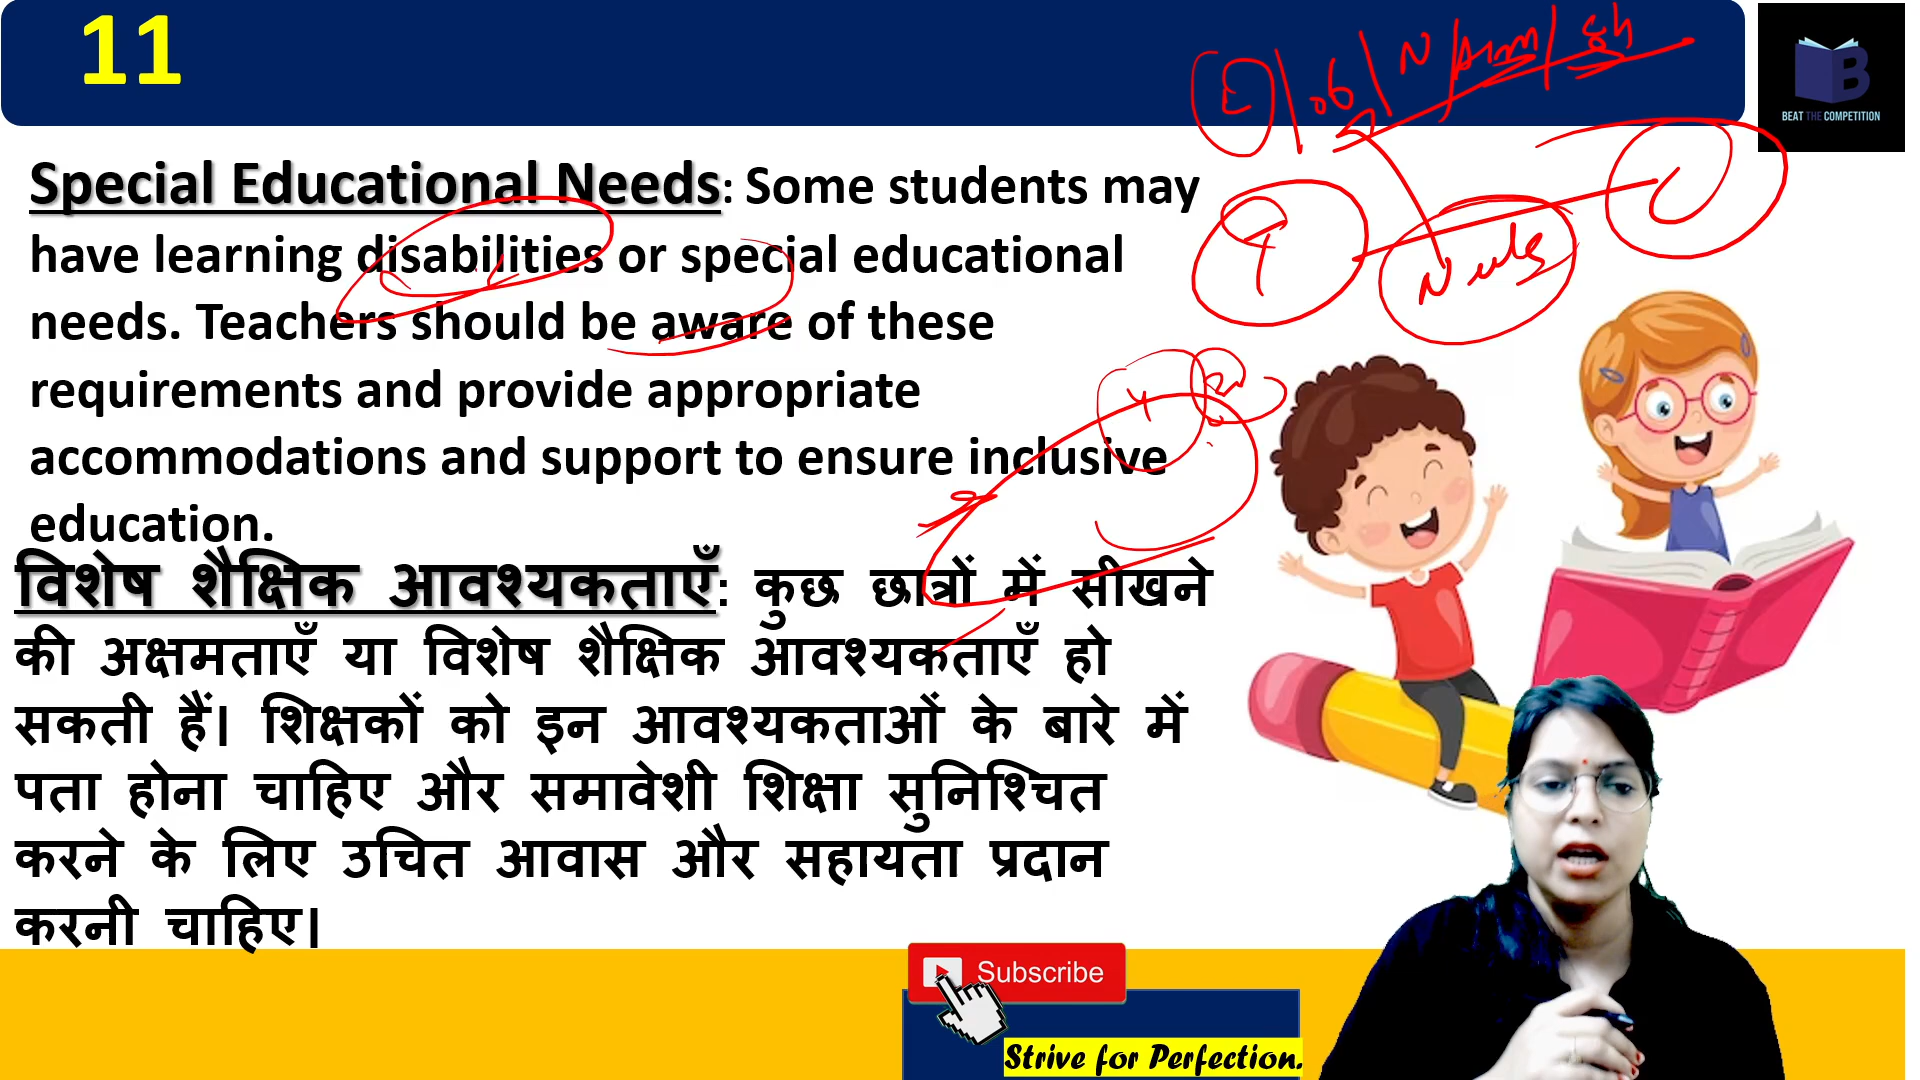 11
BEAT THE COMPETITION
Special Educational Needs: Some students may
have learning disabilities or special educational
needs. Teachers should be aware of these
requirements and provide appropriate
accommodations and support to ensure inclusive
education.
विशेष शैक्षिक आवश्यकताएँ: कुछ छात्रों में सीखने
की अक्षमताएँ या विशेष शैक्षिक आवश्यकताएँ हो
सकती हैं। शिक्षकों को इन आवश्यकताओं के बारे में
पता होना चाहिए और समावेशी शिक्षा सुनिश्चित
करने के लिए उचित आवास और सहायता प्रदान
करनी चाहिए।
Subscribe
Strive for Perfection.